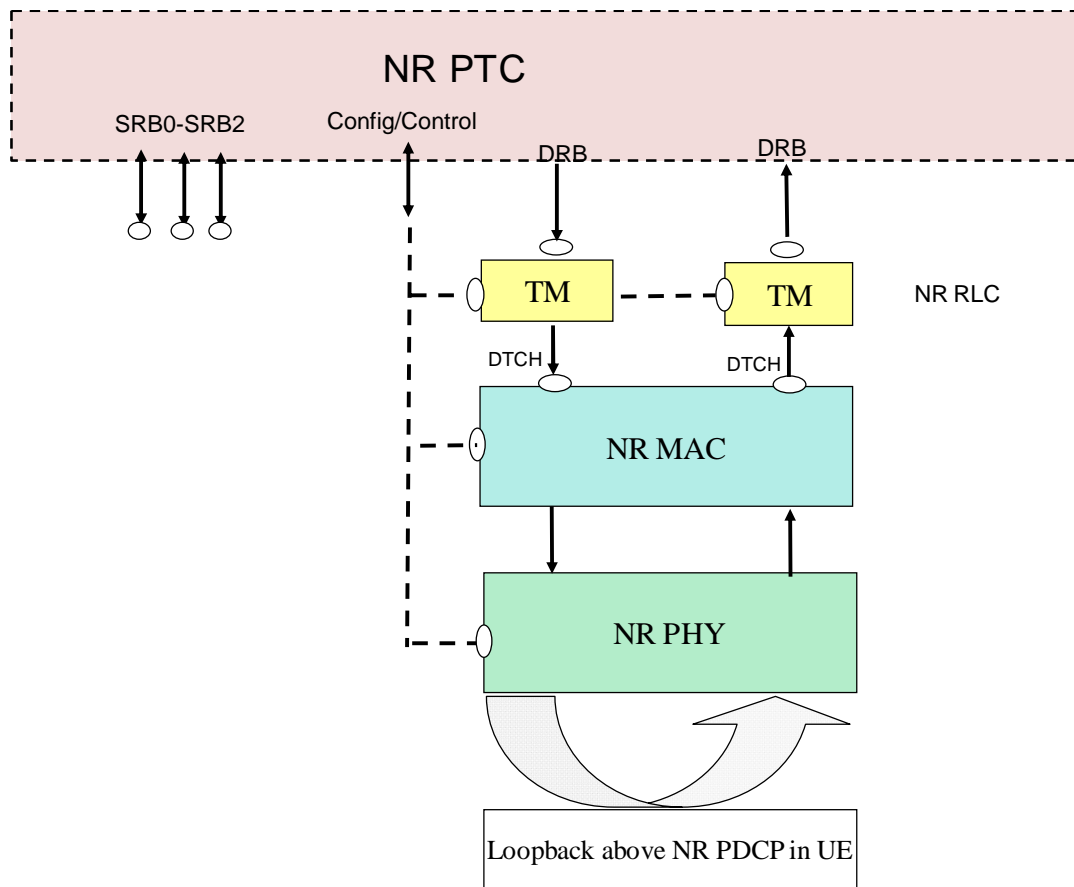 NR PTC
SRB0-SRB2
Config/Control
DRB
DRB
TM
TM
NR RLC
DTCH
DTCH
NR MAC
NR PHY
Loopback above NR PDCP in UE